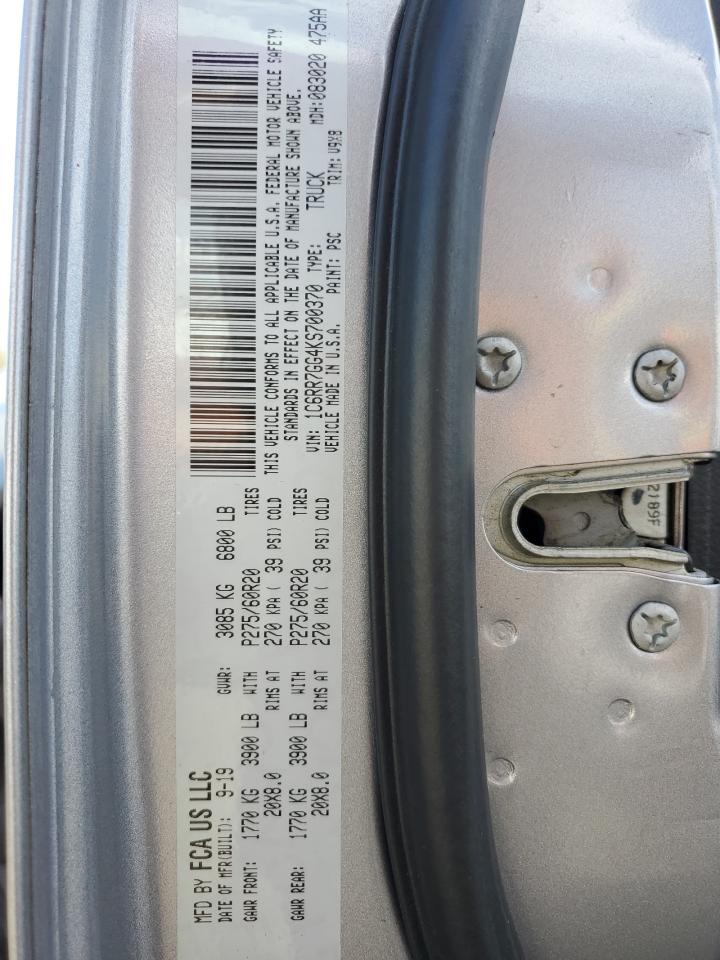 MFD BY FCA US LLC
DATE OF MFR(BUILT): 9-19 GVWR: 3085 KG 6800 LB
GAWR FRONT: 1770 KG 3900 LB WITH P275/60R20 TIRES
20X8.0 RIMS AT 270 KPA ( 39 PSI) COLD
GAWR REAR: 1770 KG 3900 LB WITH P275/60R20 TIRES
20X8.0 RIMS AT 270 KPA ( 39 PSI) COLD
THIS VEHICLE CONFORMS TO ALL APPLICABLE U.S.A. FEDERAL MOTOR VEHICLE SAFETY
STANDARDS IN EFFECT ON THE DATE OF MANUFACTURE SHOWN ABOVE.
VIN: 1C6RR7GG4KS700370 TYPE: TRUCK MDH:083020 475AA
VEHICLE MADE IN U.S.A. PAINT: PSC TRIM: V9X8
2189F